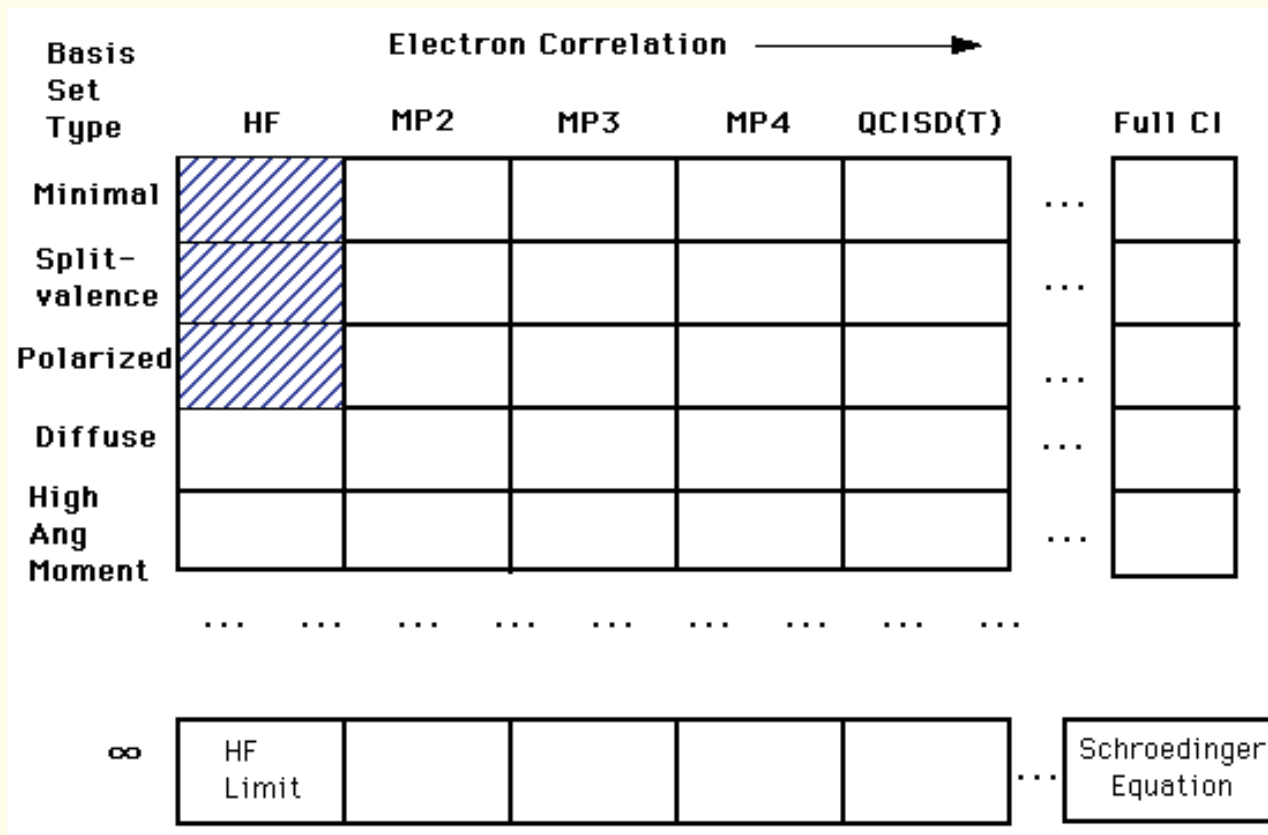 Electron Correlation
Basis
Set
Type
HF MP2 MP3 MP4 QCISD(T) Full CI
Minimal
...
Split-
valence
...
Polarized
...
Diffuse
...
High
Ang
Moment
...
... ... ... ... ... ... ... ... ...
∞
HF
Limit
...
Schroedinger
Equation